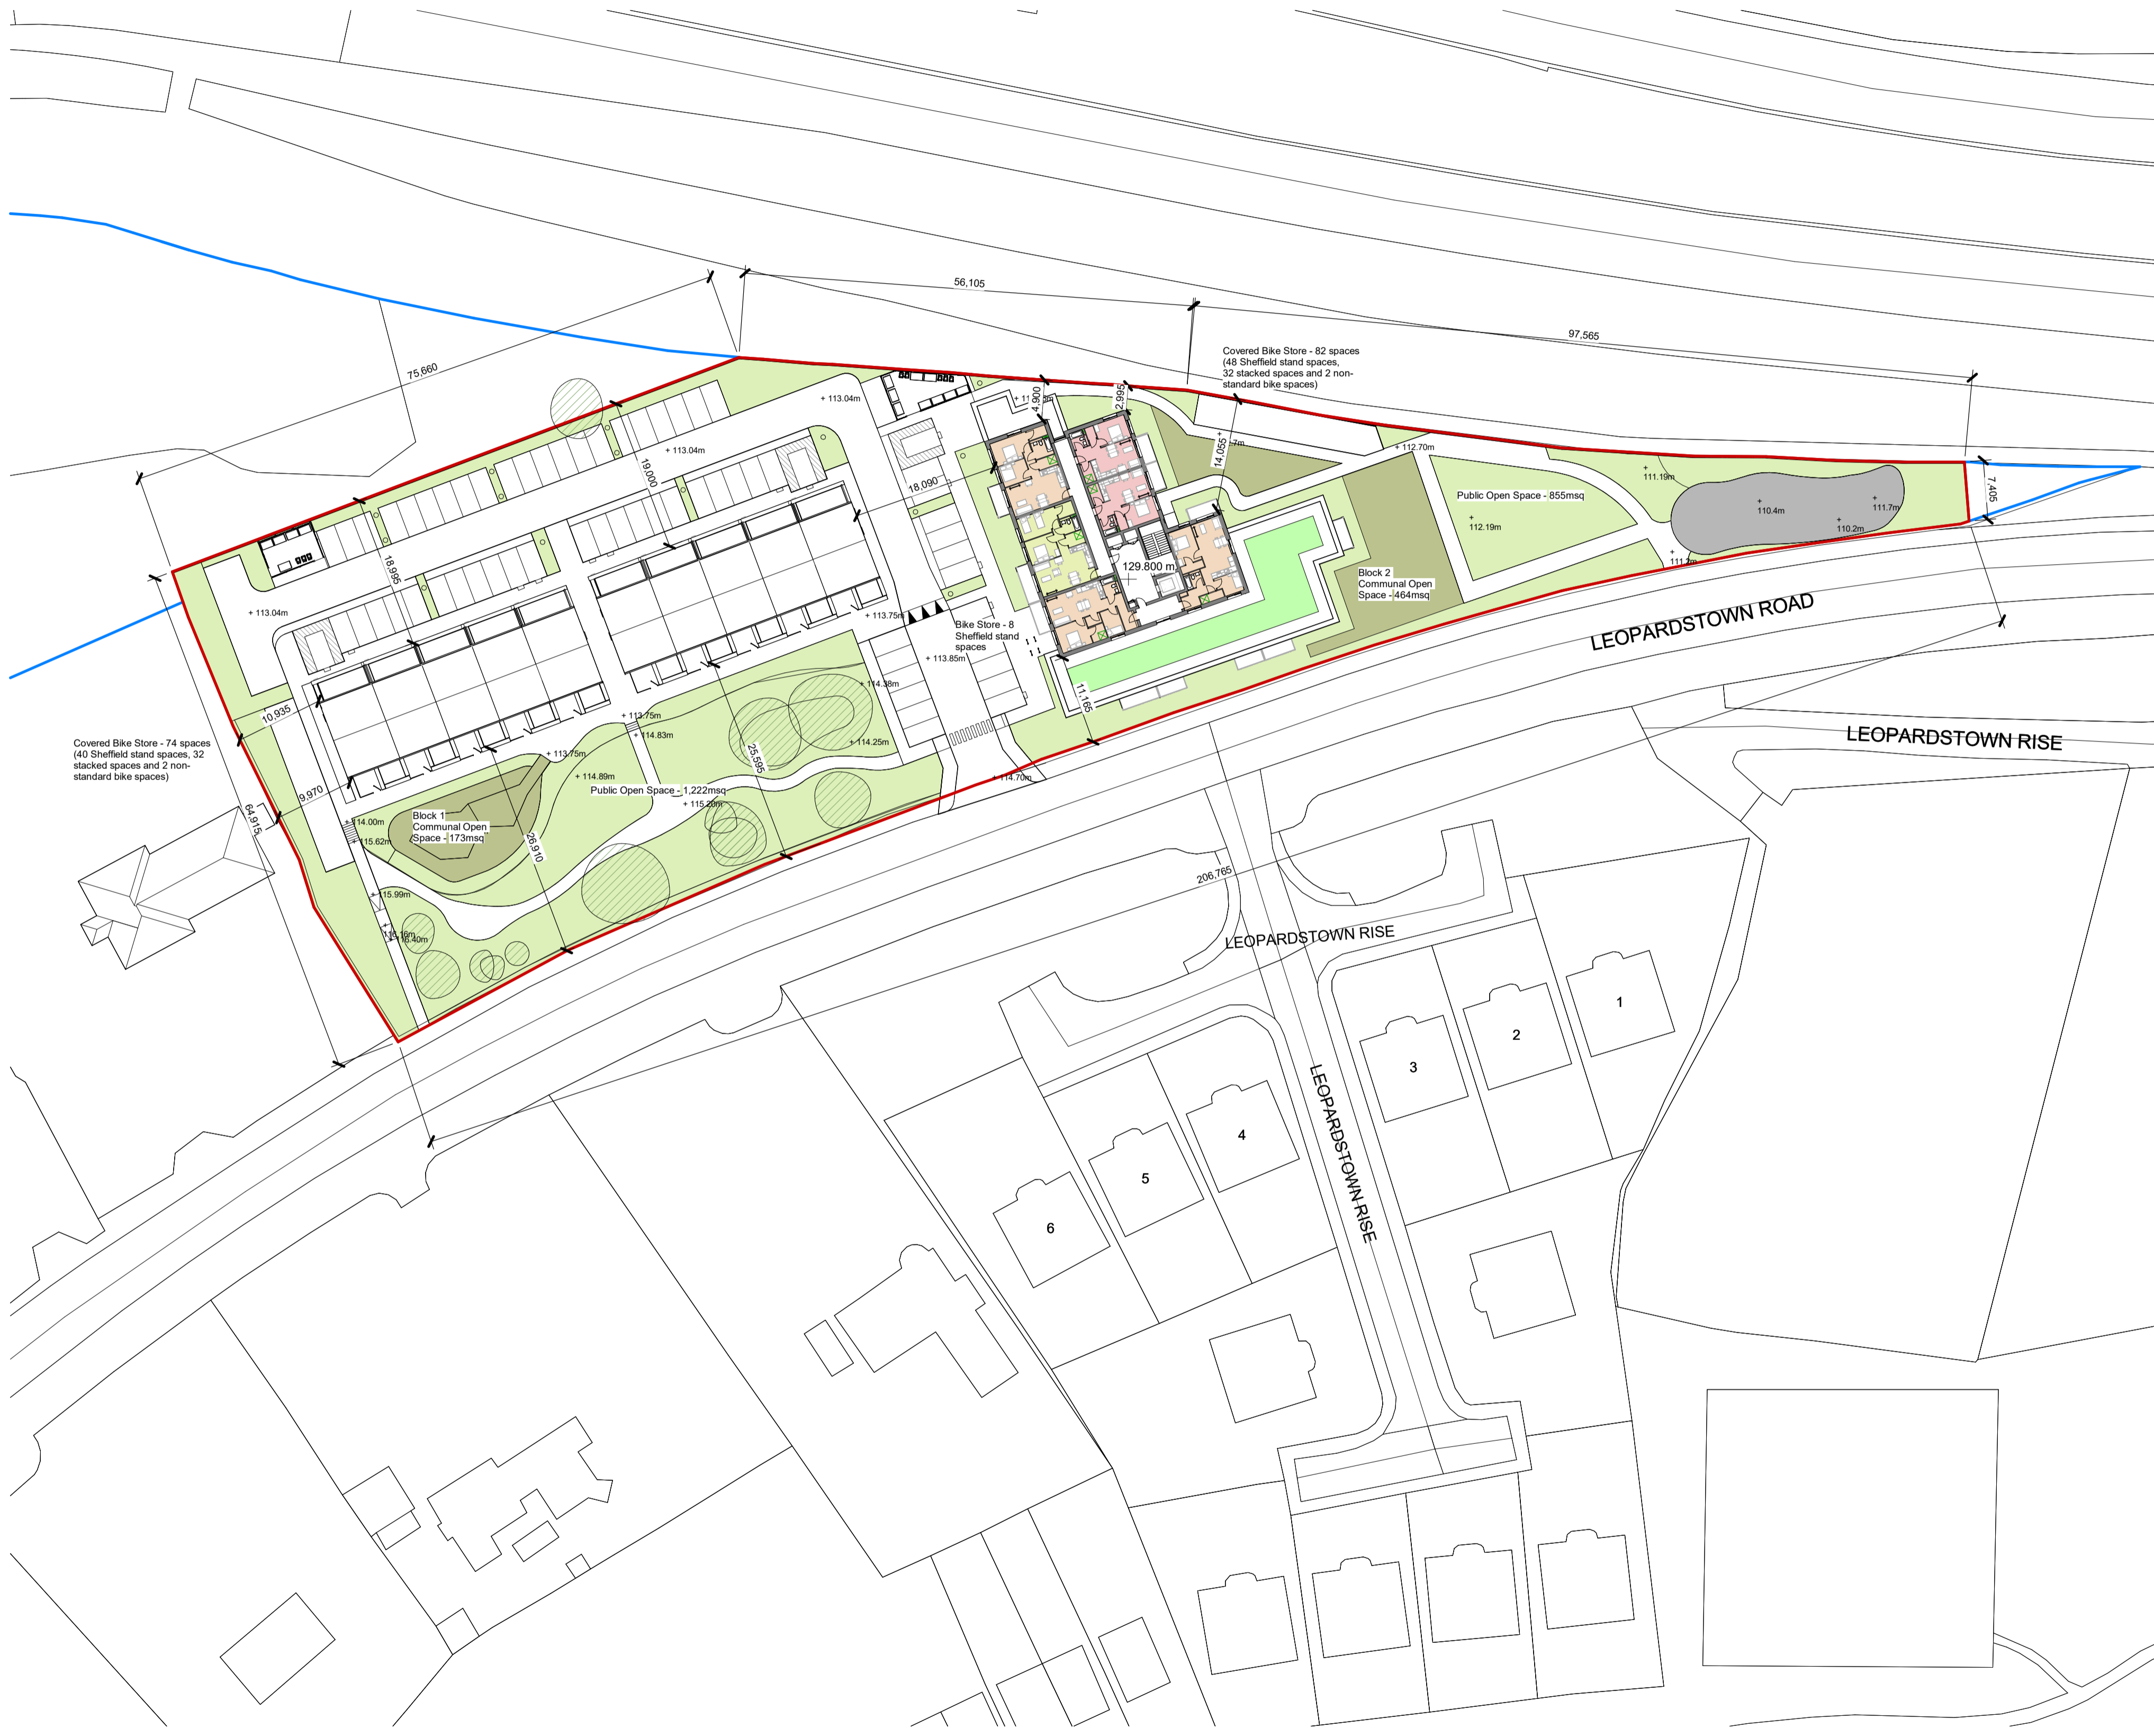 56,105
97,565
75,660
Covered Bike Store - 82 spaces
(48 Sheffield stand spaces,
32 stacked spaces and 2 non-
standard bike spaces)
+ 113.04m
4,900
2,995
14,055
+ 112.70m
+ 113.04m
19,000
18,090
Public Open Space - 855msq
+
112.19m
+
111.19m
+
110.4m
+
111.7m
+
110.2m
7,405
18,995
129.800 m
Block 2
Communal Open
Space - 464msq
+ 113.04m
+ 113.75m
Bike Store - 8
Sheffield stand
spaces
+ 113.85m
LEOPARDSTOWN ROAD
+ 114.38m
11,165
10,935
+ 113.75m
+ 114.83m
+ 114.25m
LEOPARDSTOWN RISE
Covered Bike Store - 74 spaces
(40 Sheffield stand spaces, 32
stacked spaces and 2 non-
standard bike spaces)
+ 113.75m
25,595
+ 114.89m
Public Open Space - 1,222msq
+ 114.70m
9,970
64,915
Block 1
Communal Open
Space - 173msq
+ 114.00m
+ 115.62m
26,910
206,765
+ 115.99m
LEOPARDSTOWN RISE
1
2
3
LEOPARDSTOWN RISE
4
5
6